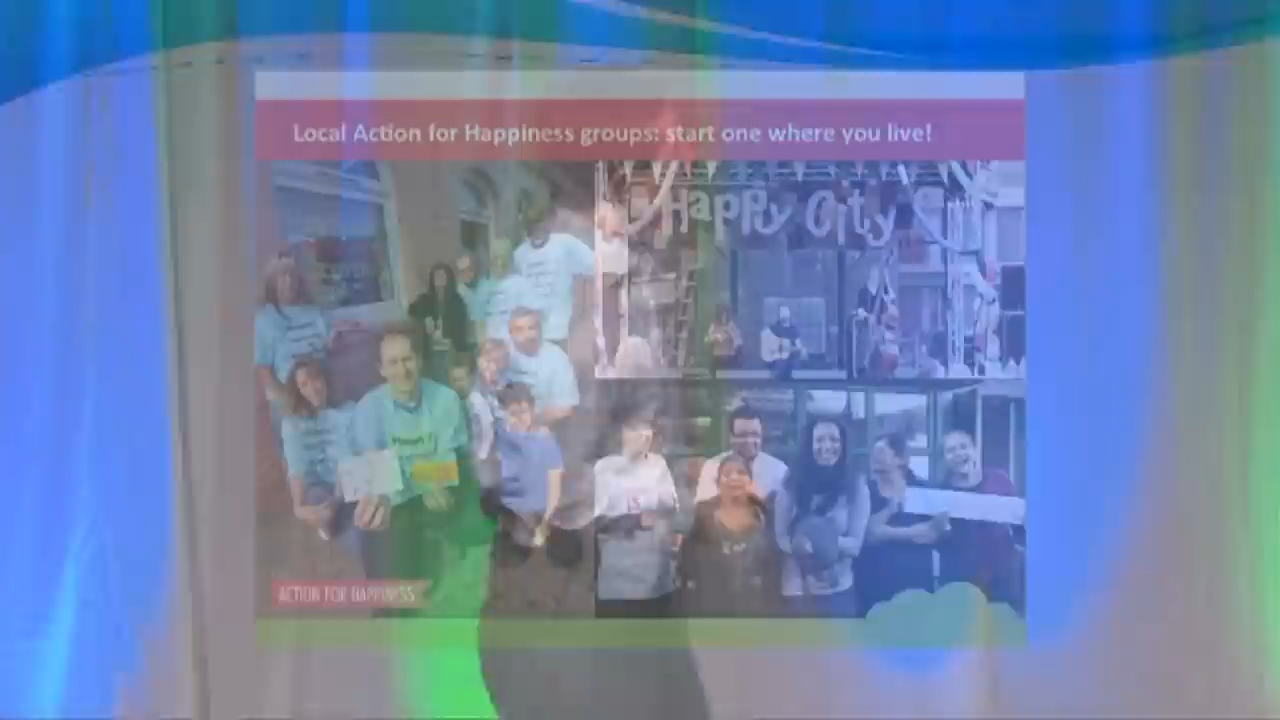 Local Action for Happiness groups: start one where you live!
Happy City
ACTION FOR HAPPINESS